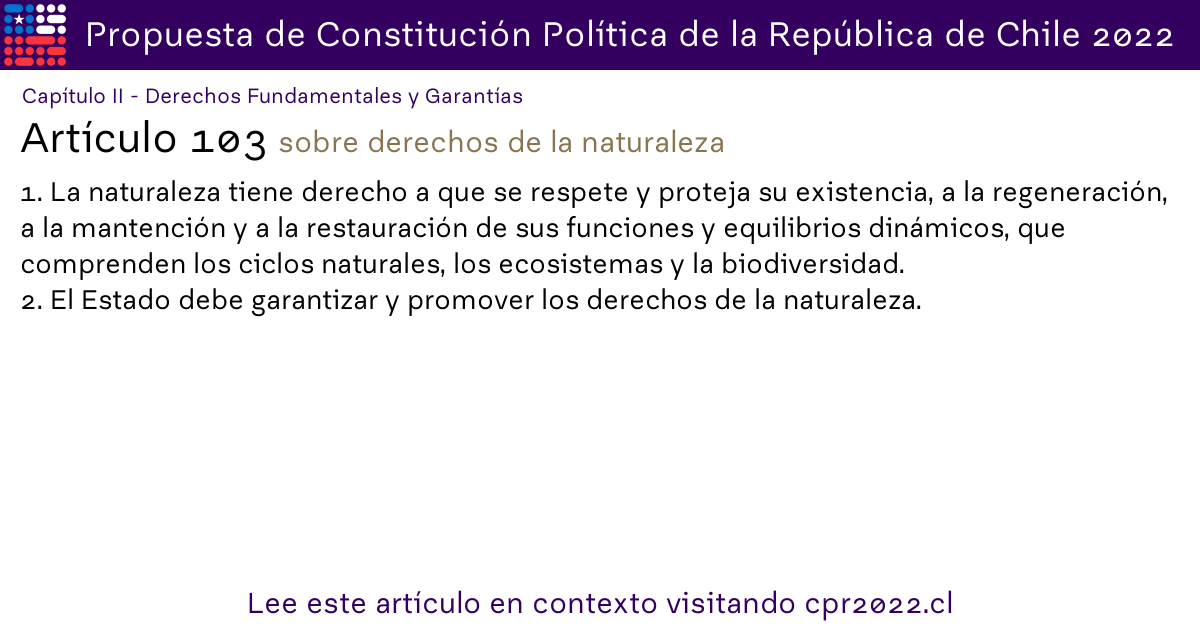 Propuesta de Constitución Política de la República de Chile 2022
Capítulo II - Derechos Fundamentales y Garantías
Artículo 103 sobre derechos de la naturaleza
1. La naturaleza tiene derecho a que se respete y proteja su existencia, a la regeneración,
a la mantención y a la restauración de sus funciones y equilibrios dinámicos, que
comprenden los ciclos naturales, los ecosistemas y la biodiversidad.
2. El Estado debe garantizar y promover los derechos de la naturaleza.
Lee este artículo en contexto visitando cpr2022.cl